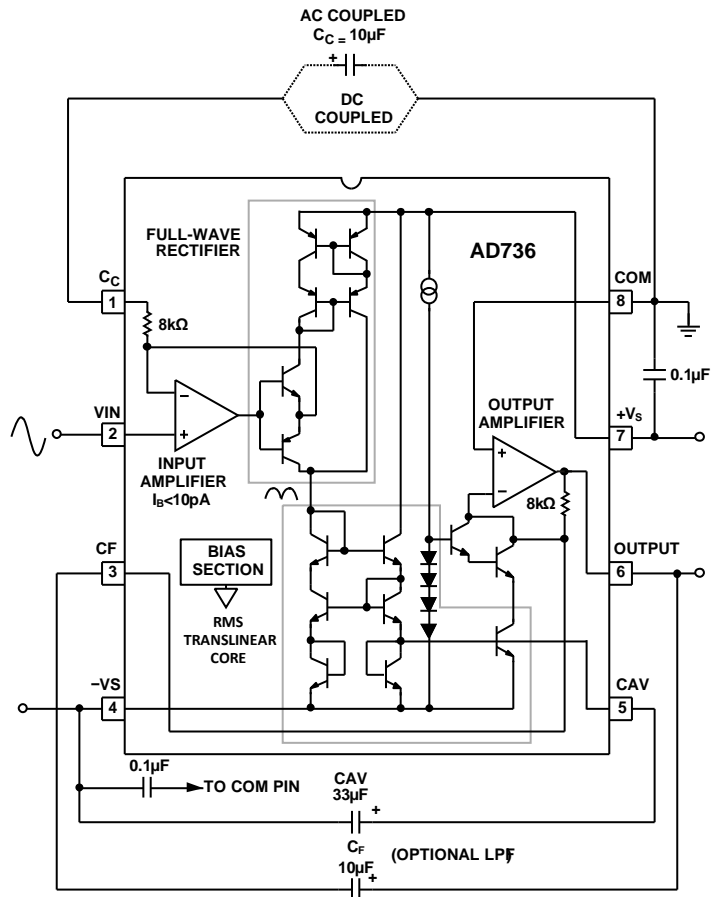 AC COUPLED
CC = 10µF
+
DC
COUPLED
FULL-WAVE
RECTIFIER
AD736
CC
COM
1
8
8kΩ
0.1µF
OUTPUT
AMPLIFIER
+VS
VIN
–
+
2
7
+
–
INPUT
AMPLIFIER
IB<10pA
8kΩ
CF
BIAS
SECTION
OUTPUT
3
6
RMS
TRANSLINEAR
CORE
–VS
CAV
4
5
0.1µF
TO COM PIN
CAV
33µF
+
CF
10µF
(OPTIONAL LPF)
+